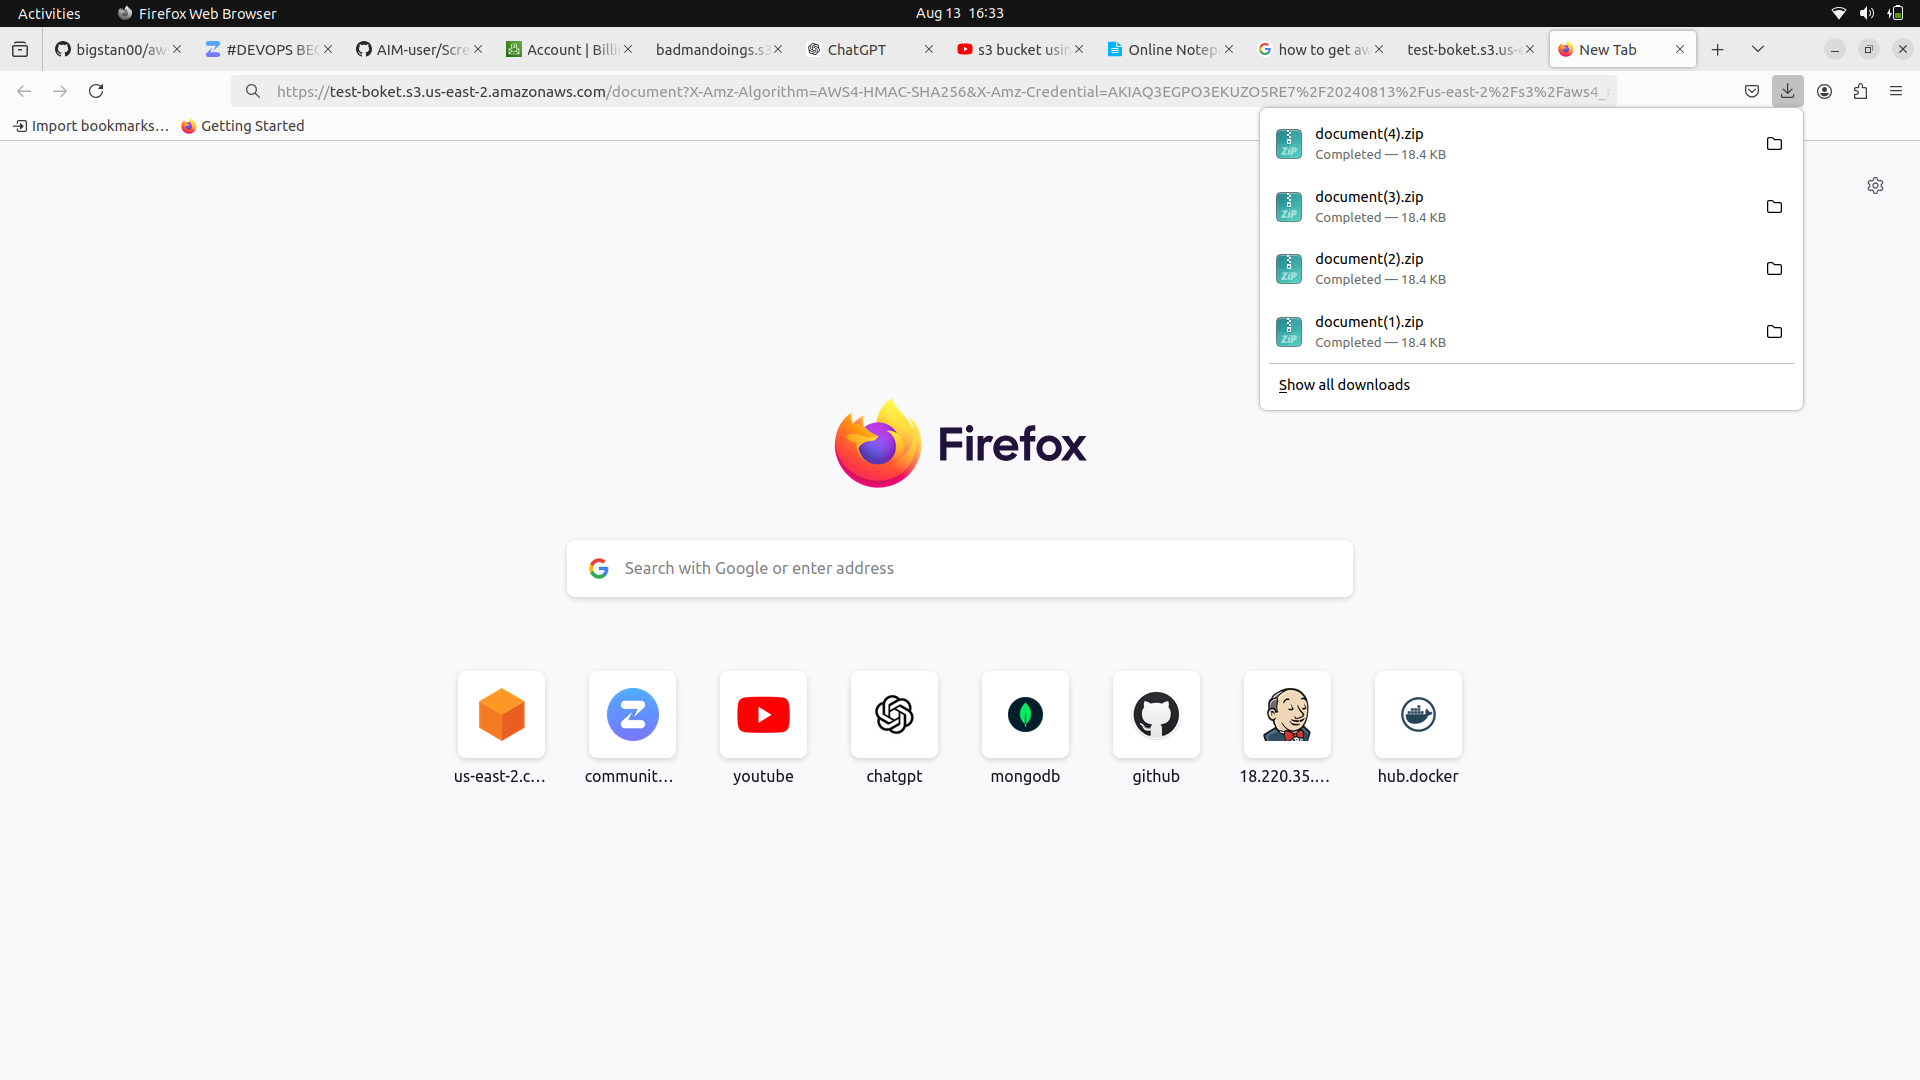 Activities Firefox Web Browser Aug 13 16:33
bigstan00/aw #DEVOPS BEG AIM-user/Scre Account | Billi badmandoings.s3 ChatGPT s3 bucket usin Online Notep how to get aw test-boket.s3.us-e New Tab
https://test-boket.s3.us-east-2.amazonaws.com/document?X-Amz-Algorithm=AWS4-HMAC-SHA256&X-Amz-Credential=AKIAQ3EGPO3EKUZO5RE7%2F20240813%2Fus-east-2%2Fs3%2Faws4_r
Import bookmarks… Getting Started
document(4).zip
Completed — 18.4 KB
document(3).zip
Completed — 18.4 KB
document(2).zip
Completed — 18.4 KB
document(1).zip
Completed — 18.4 KB
Show all downloads
Firefox
Search with Google or enter address
us-east-2.c… communit… youtube chatgpt mongodb github 18.220.35.… hub.docker